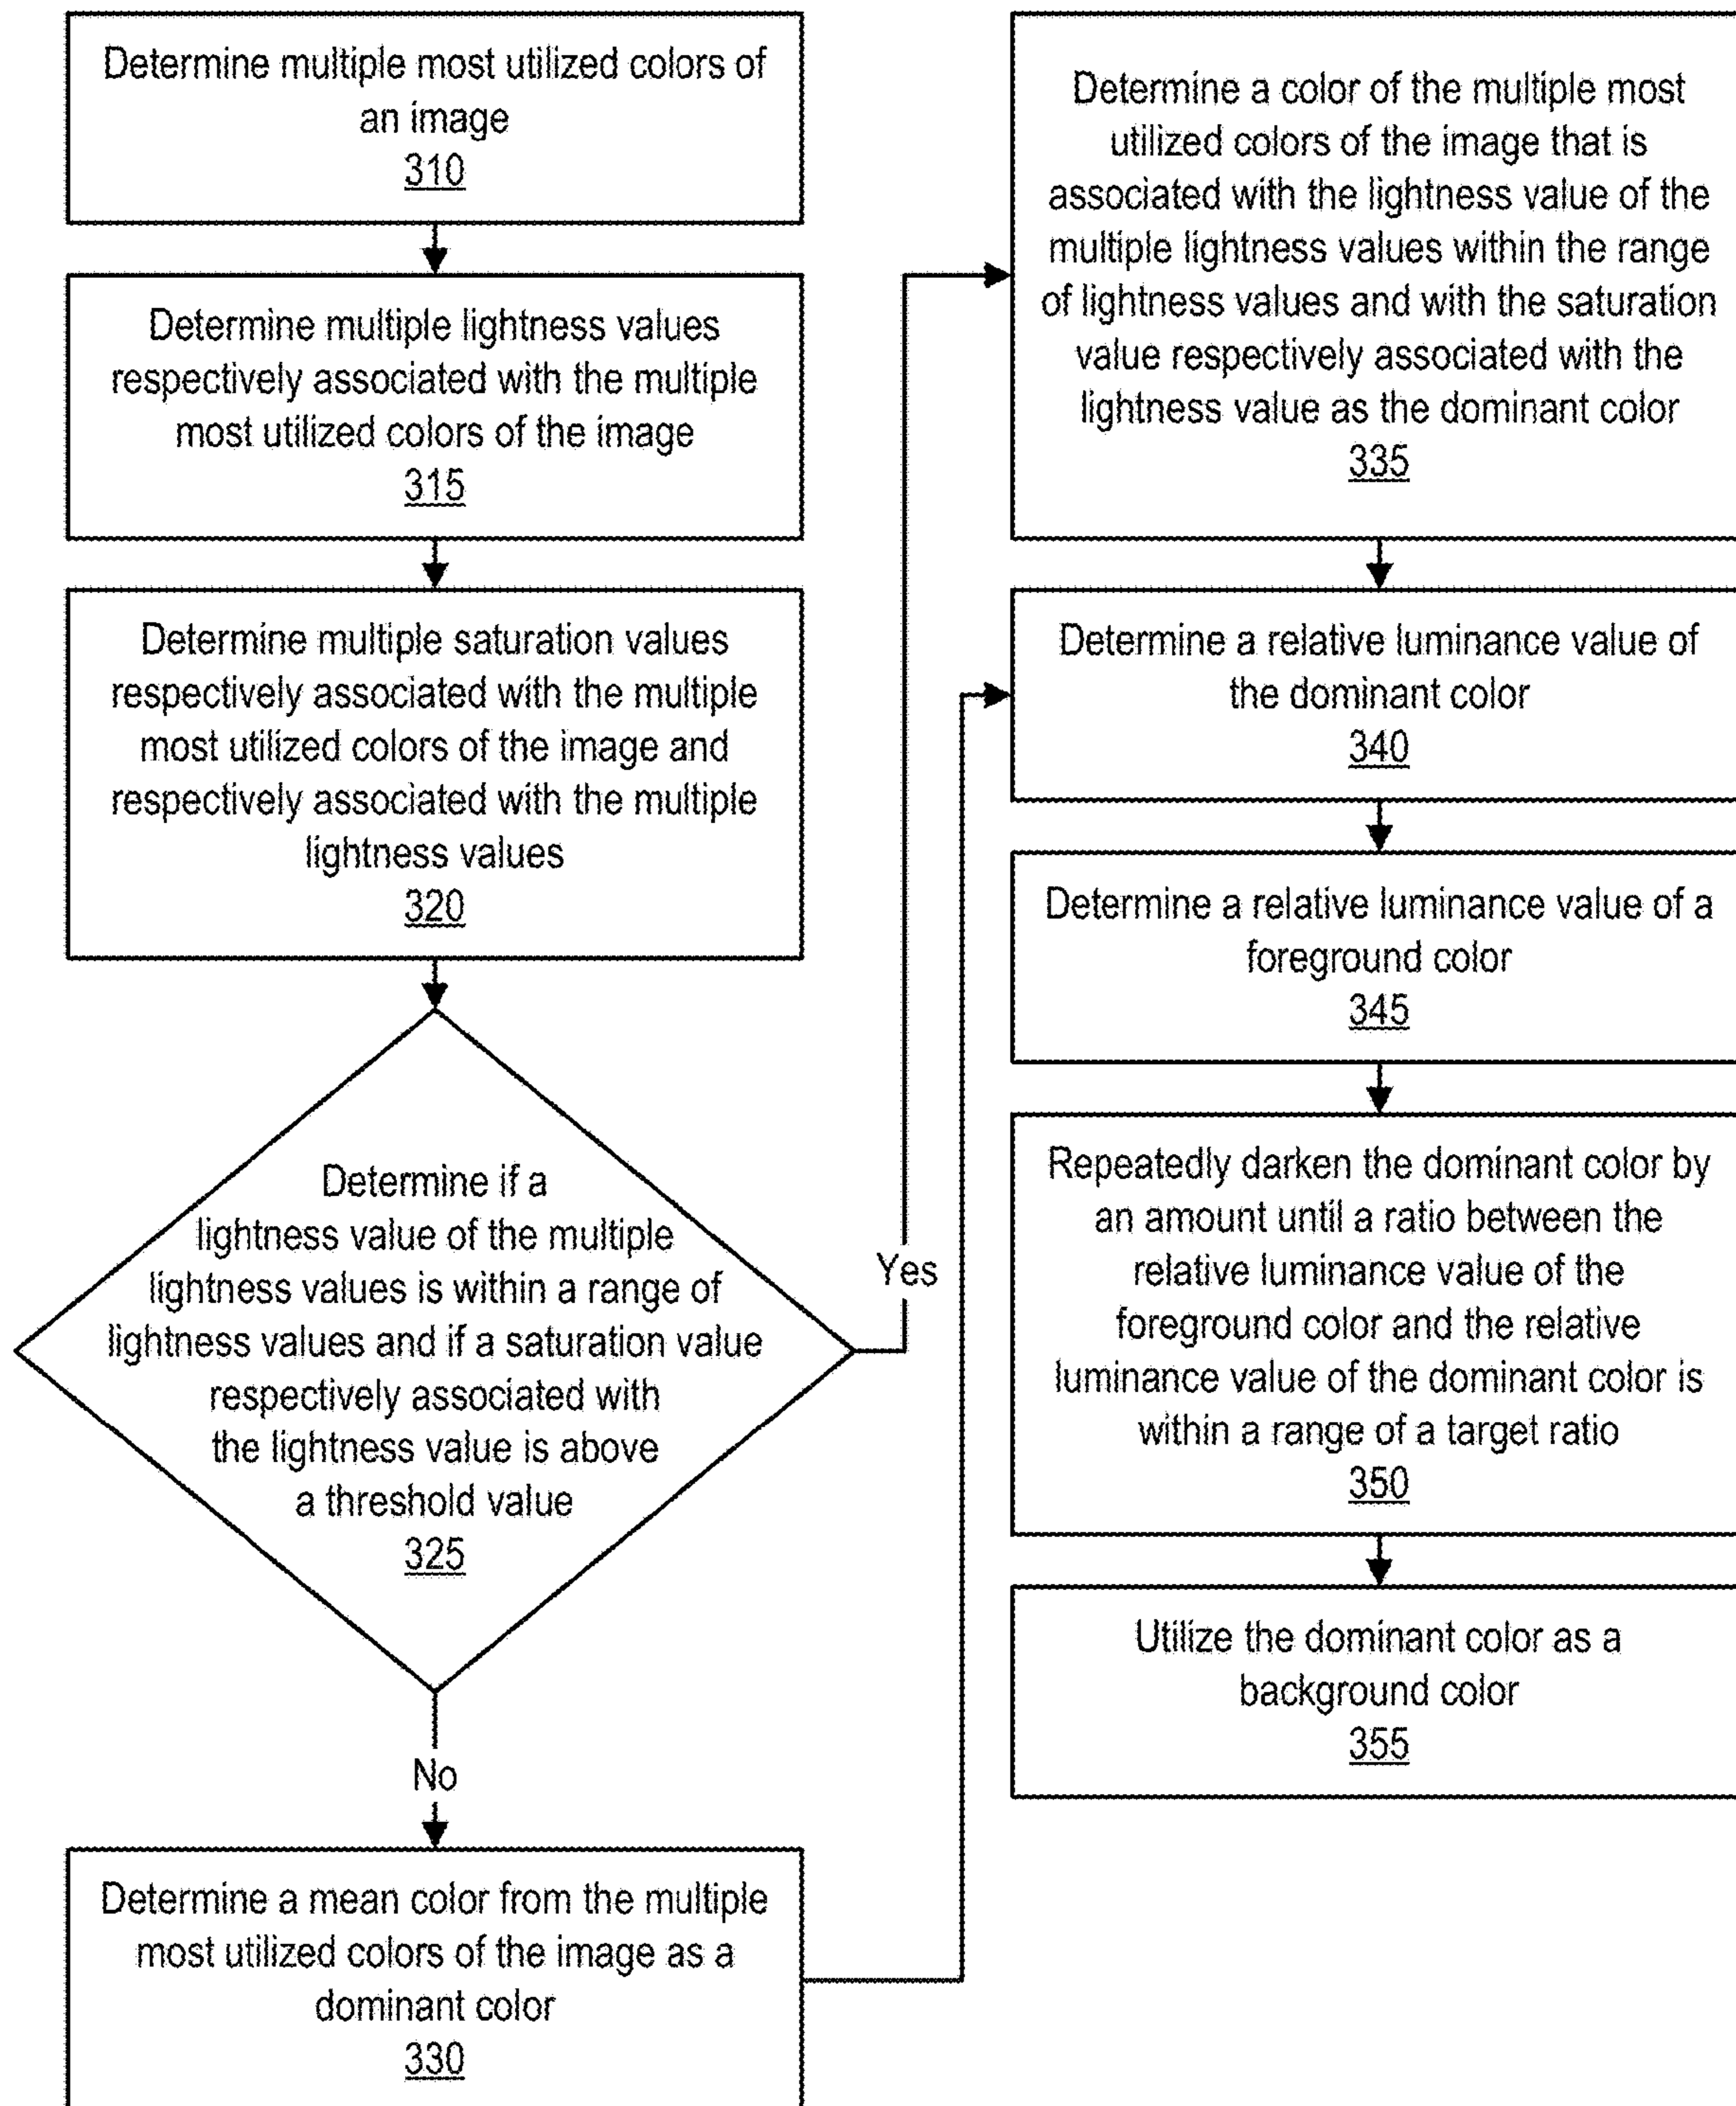 Determine multiple most utilized colors of
an image
310
Determine multiple lightness values
respectively associated with the multiple
most utilized colors of the image
315
Determine multiple saturation values
respectively associated with the multiple
most utilized colors of the image and
respectively associated with the multiple
lightness values
320
Determine if a
lightness value of the multiple
lightness values is within a range of
lightness values and if a saturation value
respectively associated with
the lightness value is above
a threshold value
325
Yes
No
Determine a mean color from the multiple
most utilized colors of the image as a
dominant color
330
Determine a color of the multiple most
utilized colors of the image that is
associated with the lightness value of the
multiple lightness values within the range
of lightness values and with the saturation
value respectively associated with the
lightness value as the dominant color
335
Determine a relative luminance value of
the dominant color
340
Determine a relative luminance value of a
foreground color
345
Repeatedly darken the dominant color by
an amount until a ratio between the
relative luminance value of the
foreground color and the relative
luminance value of the dominant color is
within a range of a target ratio
350
Utilize the dominant color as a
background color
355